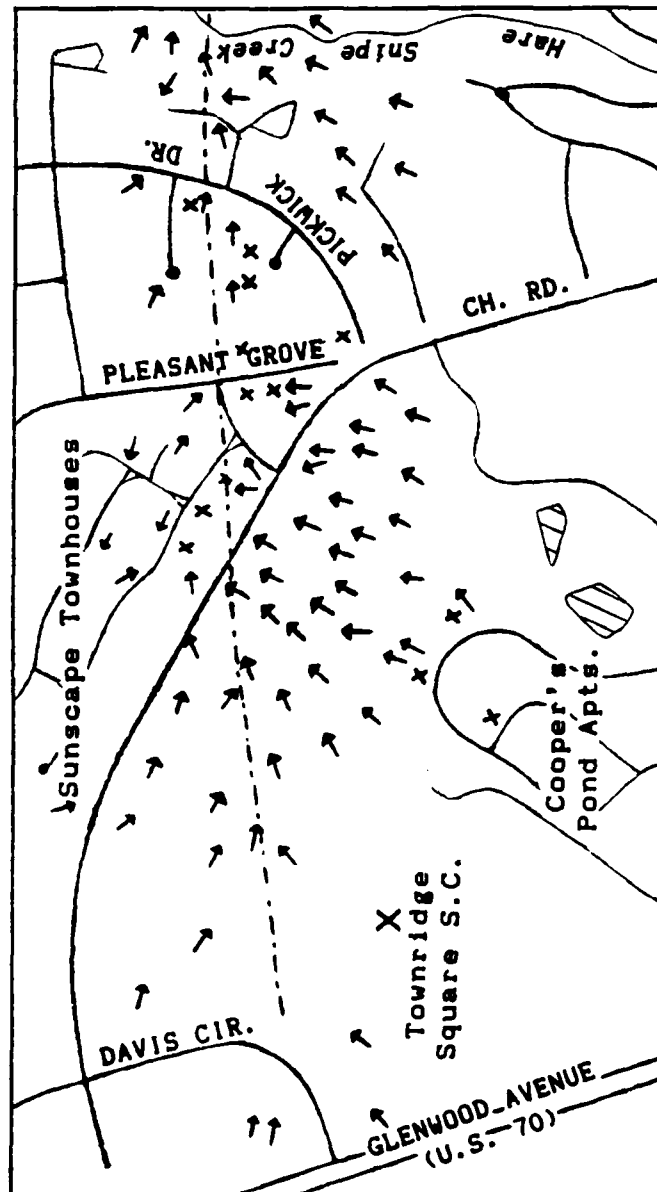 Hare
Snipe
Creek
DR.
PICKWICK
CH. RD.
PLEASANT GROVE
Sunscape Townhouses
Cooper's
Pond Apts.
Townridge
Square S.C.
DAVIS CIR.
GLENWOOD AVENUE
(U.S. 70)